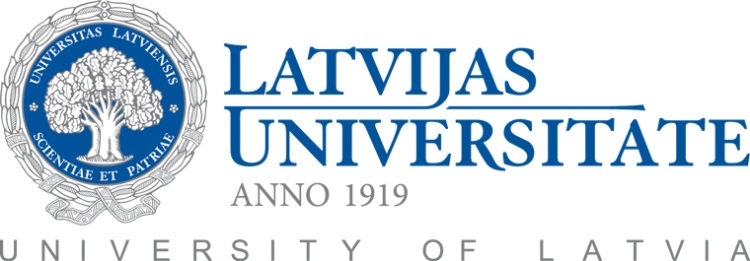 UNIVERSITAS LATVIENSIS
SCIENTIAE ET PATRIAE
LATVIJAS
UNIVERSITATE
ANNO 1919
UNIVERSITY OF LATVIA